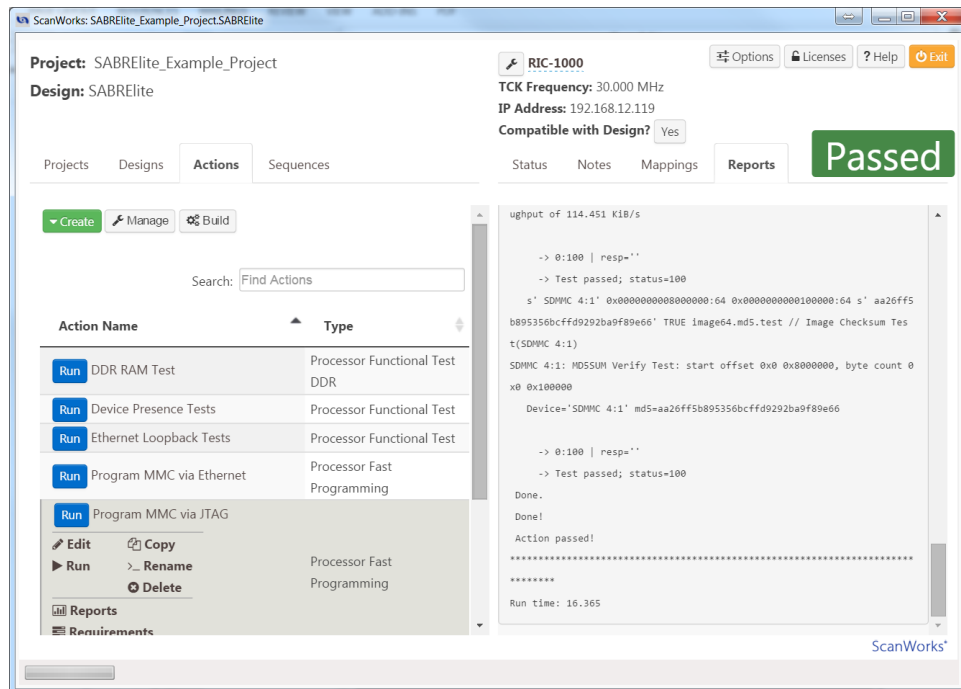 ScanWorks: SABRElite_Example_Project.SABRElite
Project: SABRElite_Example_Project
Design: SABRElite
RIC-1000
TCK Frequency: 30.000 MHz
IP Address: 192.168.12.119
Compatible with Design? Yes
Options Licenses ? Help Exit
Projects Designs Actions Sequences
Status Notes Mappings Reports
Passed
Create Manage Build
Search: Find Actions
Action Name Type
Run DDR RAM Test Processor Functional Test
DDR
Run Device Presence Tests Processor Functional Test
Run Ethernet Loopback Tests Processor Functional Test
Run Program MMC via Ethernet Processor Fast
Programming
Run Program MMC via JTAG
Edit Copy
Run >_ Rename
Delete
Processor Fast
Programming
Reports
Requirements
ughput of 114.451 KiB/s
-> 0:100 | resp=''
-> Test passed; status=100
s' SDMMC 4:1' 0x0000000008000000:64 0x0000000000100000:64 s' aa26ff5
b895356bcffd9292ba9f89e66' TRUE image64.md5.test // Image Checksum Tes
t(SDMMC 4:1)
SDMMC 4:1: MD5SUM Verify Test: start offset 0x0 0x8000000, byte count 0
x0 0x100000
Device='SDMMC 4:1' md5=aa26ff5b895356bcffd9292ba9f89e66
-> 0:100 | resp=''
-> Test passed; status=100
Done.
Done!
Action passed!
***********************************************************************
********
Run time: 16.365
ScanWorks®